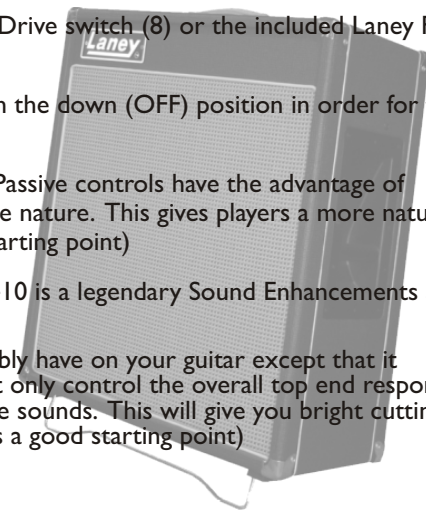 Drive switch (8) or the included Laney F
Laney
n the down (OFF) position in order for
Passive controls have the advantage of
e nature. This gives players a more natu
arting point)
10 is a legendary Sound Enhancements
bly have on your guitar except that it
t only control the overall top end respon
e sounds. This will give you bright cuttin
s a good starting point)